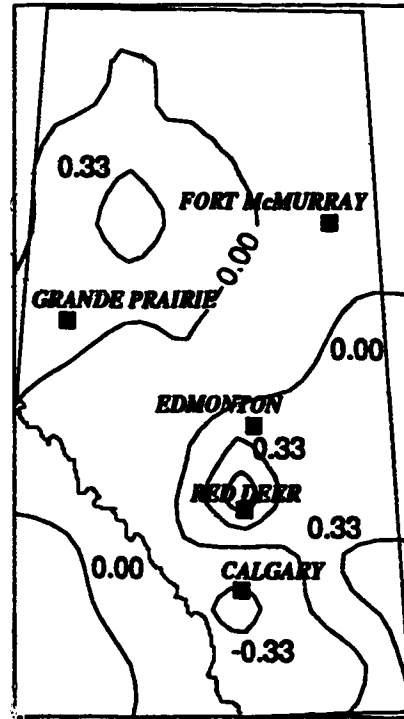 0.33
FORT McMURRAY
0.00
GRANDE PRAIRIE
0.00
EDMONTON
0.33
RED DEER
0.33
0.00
CALGARY
-0.33